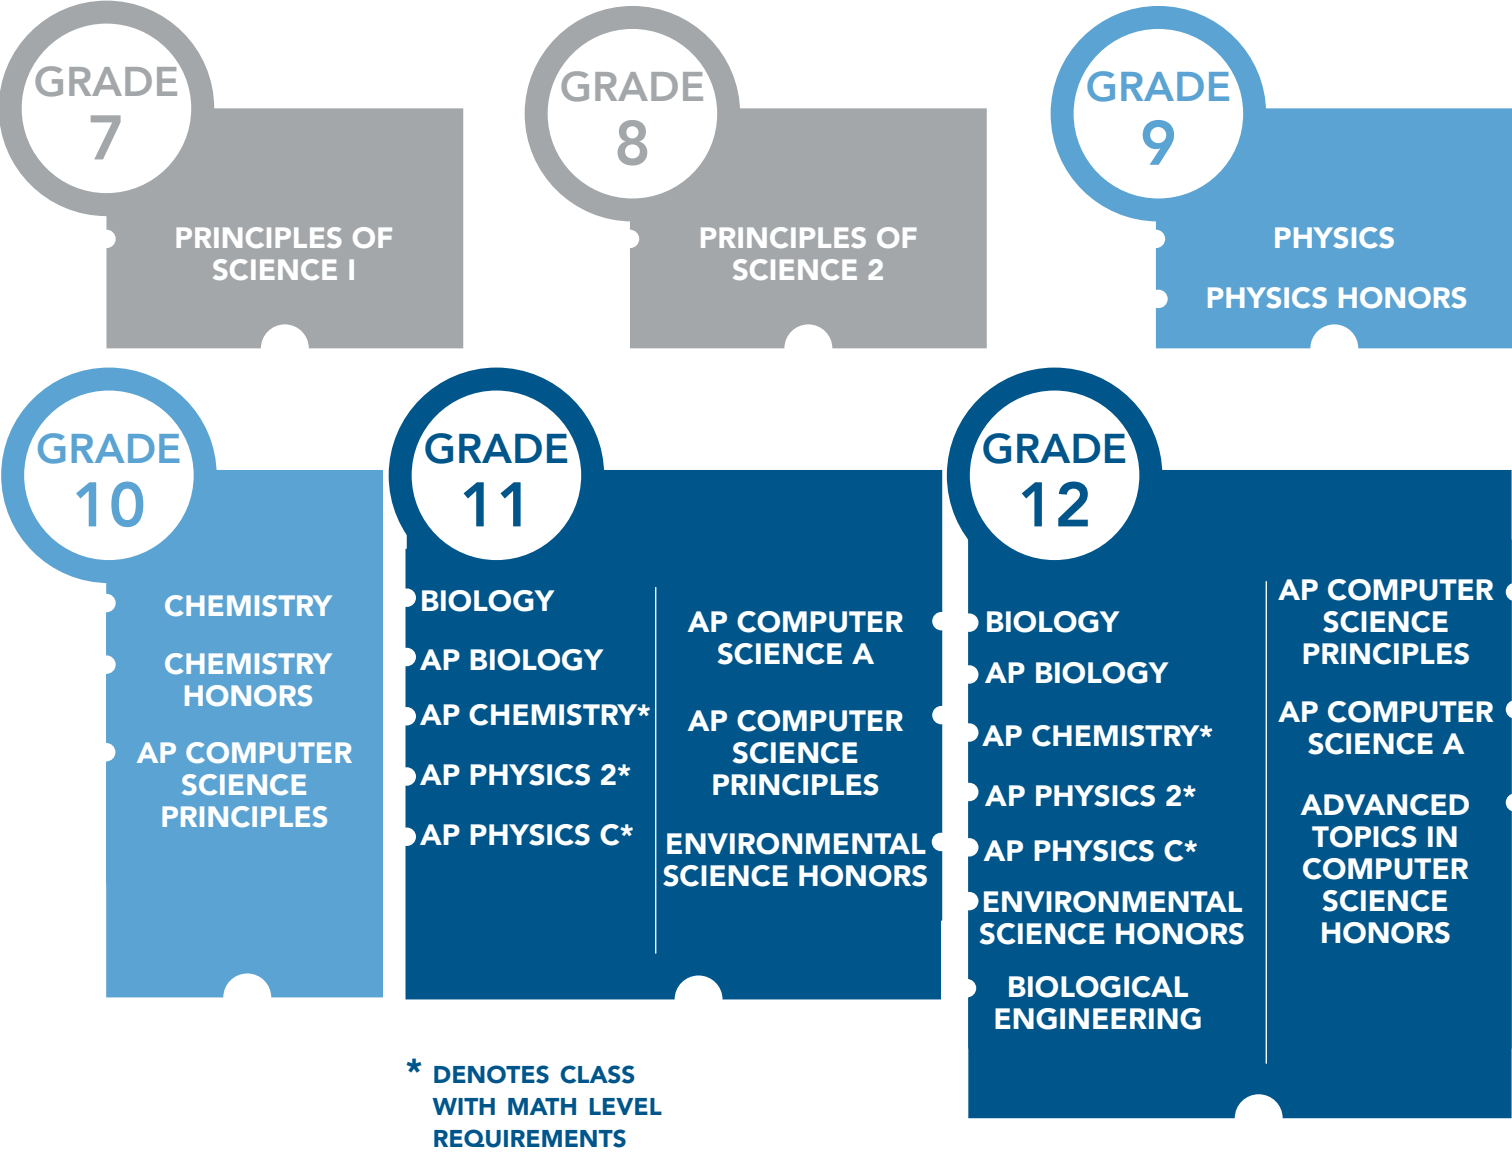 GRADE
7
PRINCIPLES OF
SCIENCE I
GRADE
8
PRINCIPLES OF
SCIENCE 2
GRADE
9
PHYSICS
PHYSICS HONORS
GRADE
10
CHEMISTRY
CHEMISTRY
HONORS
AP COMPUTER
SCIENCE
PRINCIPLES
GRADE
11
BIOLOGY
AP BIOLOGY
AP CHEMISTRY*
AP PHYSICS 2*
AP PHYSICS C*
AP COMPUTER
SCIENCE A
AP COMPUTER
SCIENCE
PRINCIPLES
ENVIRONMENTAL
SCIENCE HONORS
GRADE
12
BIOLOGY
AP BIOLOGY
AP CHEMISTRY*
AP PHYSICS 2*
AP PHYSICS C*
ENVIRONMENTAL
SCIENCE HONORS
BIOLOGICAL
ENGINEERING
AP COMPUTER
SCIENCE
PRINCIPLES
AP COMPUTER
SCIENCE A
ADVANCED
TOPICS IN
COMPUTER
SCIENCE
HONORS
* DENOTES CLASS
WITH MATH LEVEL
REQUIREMENTS